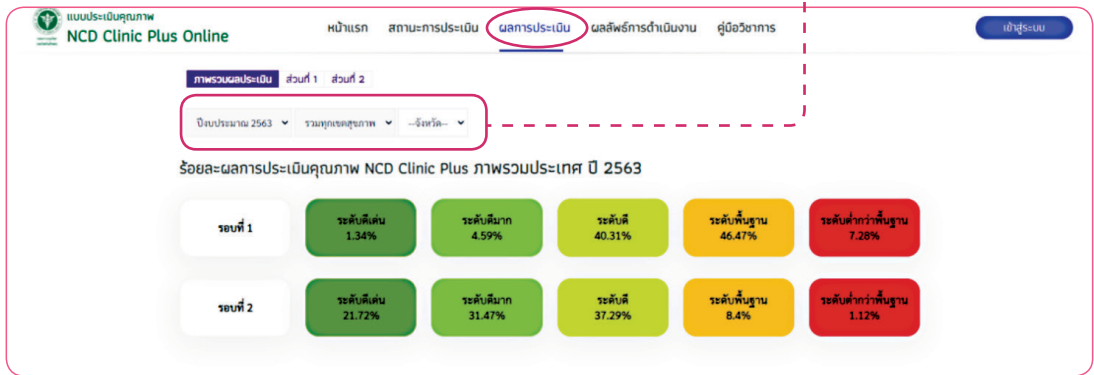 แบบประเมินคุณภาพ
NCD Clinic Plus Online
หน้าแรก สถานะการประเมิน ผลการประเมิน ผลลัพธ์การดำเนินงาน คู่มือวิชาการ
เข้าสู่ระบบ
ภาพรวมผลประเมิน ส่วนที่ 1 ส่วนที่ 2
ปีงบประมาณ 2563 รวมทุกเขตสุขภาพ --จังหวัด--
ร้อยละผลการประเมินคุณภาพ NCD Clinic Plus ภาพรวมประเทศ ปี 2563
รอบที่ 1
ระดับดีเด่น
1.34%
ระดับดีมาก
4.59%
ระดับดี
40.31%
ระดับพื้นฐาน
46.47%
ระดับต่ำกว่าพื้นฐาน
7.28%
รอบที่ 2
ระดับดีเด่น
21.72%
ระดับดีมาก
31.47%
ระดับดี
37.29%
ระดับพื้นฐาน
8.4%
ระดับต่ำกว่าพื้นฐาน
1.12%